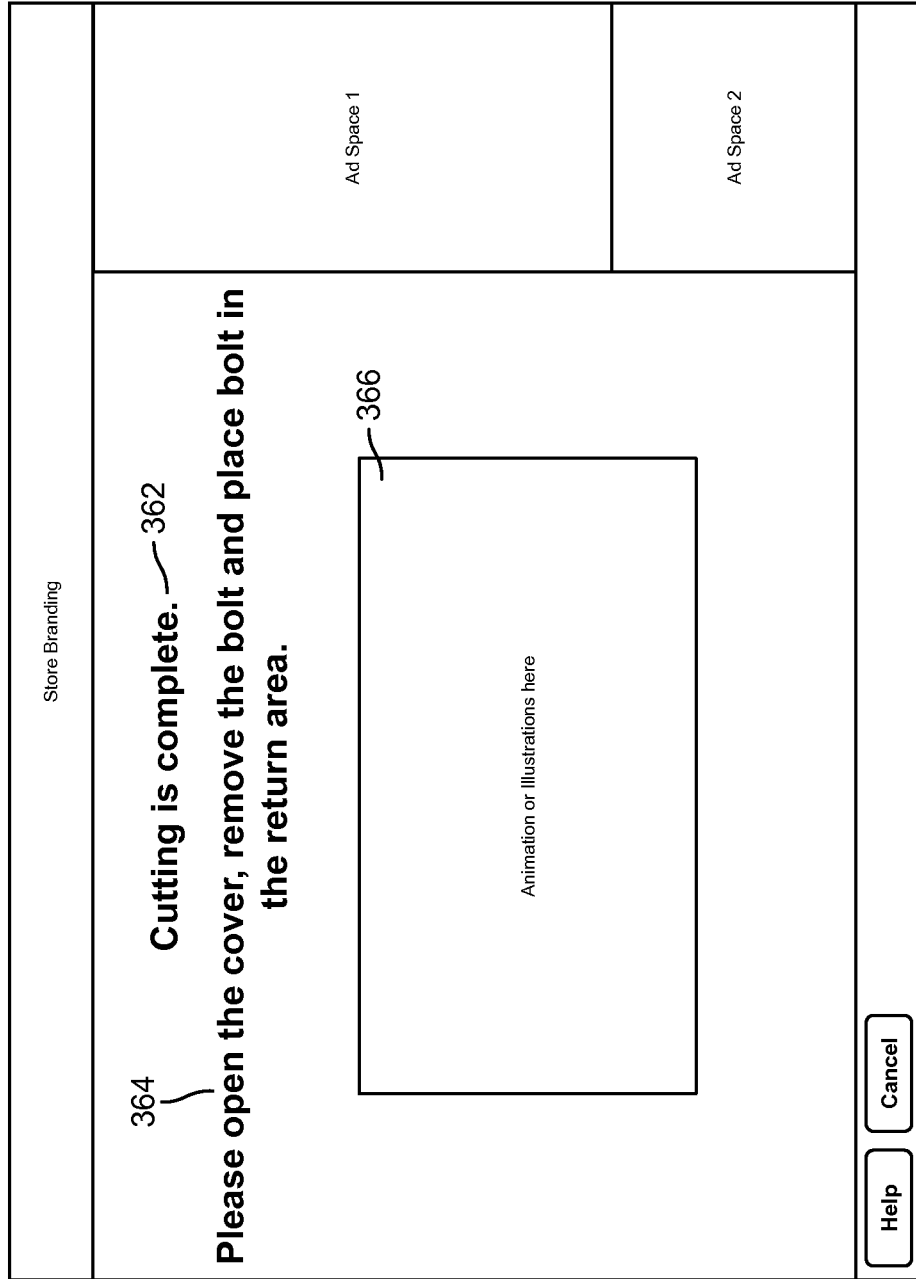 Store Branding
Cutting is complete.
362
364
Please open the cover, remove the bolt and place bolt in
the return area.
366
Animation or Illustrations here
Ad Space 1
Ad Space 2
Help
Cancel